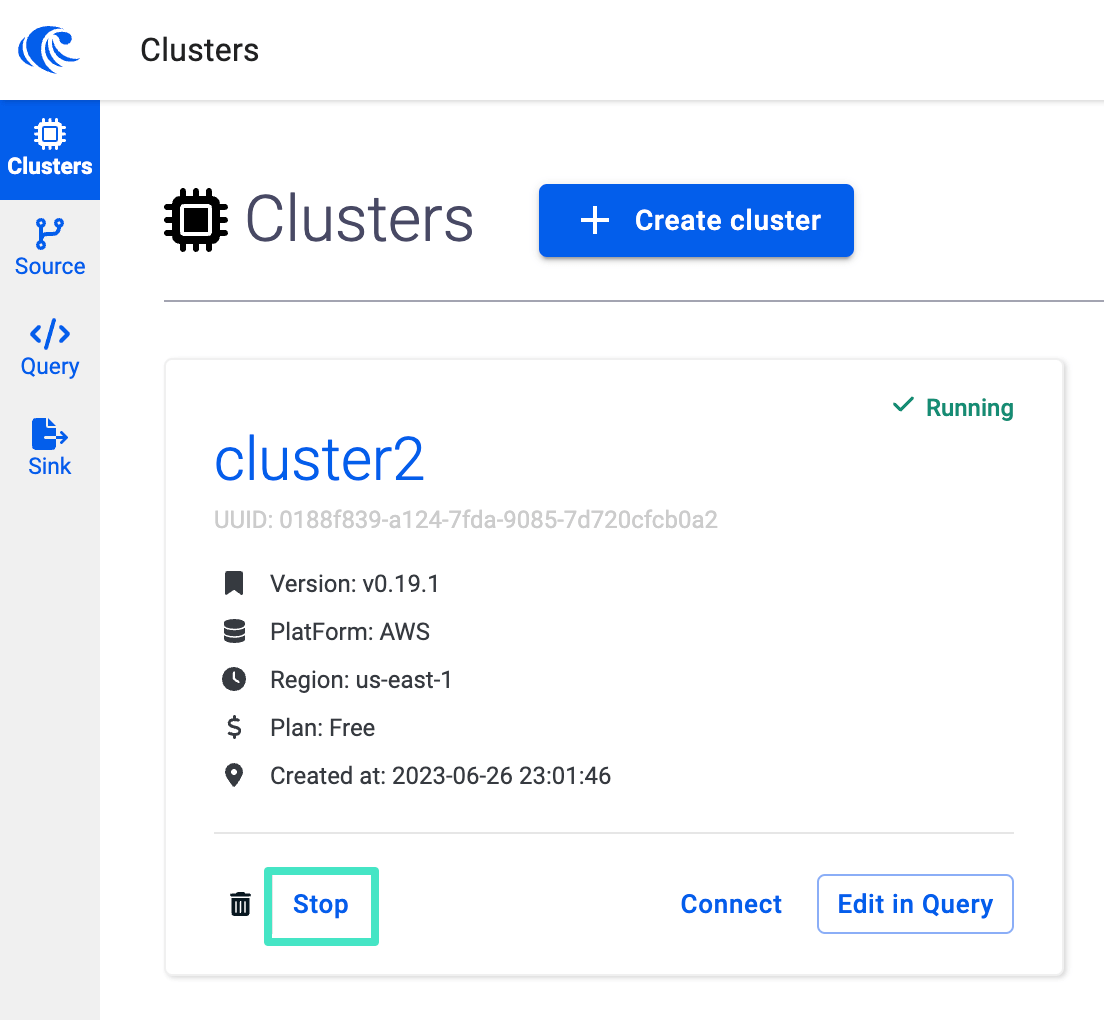 Clusters
Clusters
Source
Query
Sink
Clusters
Create cluster
Running
cluster2
UUID: 0188f839-a124-7fda-9085-7d720cfcb0a2
Version: v0.19.1
PlatForm: AWS
Region: us-east-1
Plan: Free
Created at: 2023-06-26 23:01:46
Stop
Connect
Edit in Query